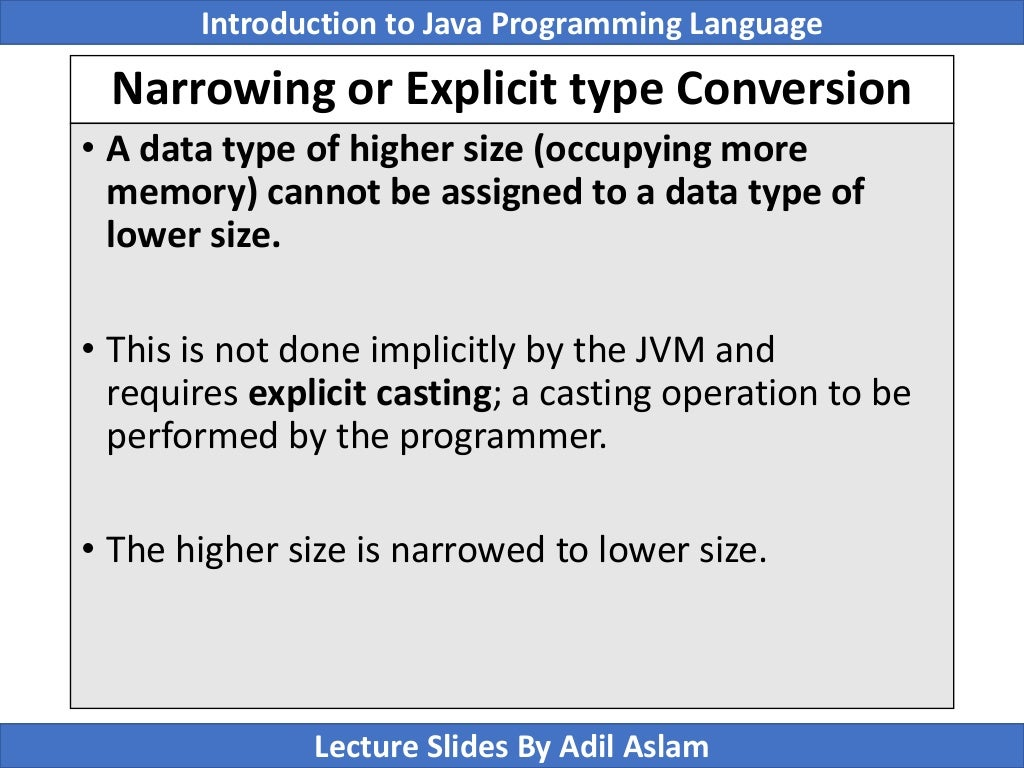 Introduction to Java Programming Language
Narrowing or Explicit type Conversion
• A data type of higher size (occupying more
memory) cannot be assigned to a data type of
lower size.
• This is not done implicitly by the JVM and
requires explicit casting; a casting operation to be
performed by the programmer.
• The higher size is narrowed to lower size.
Lecture Slides By Adil Aslam